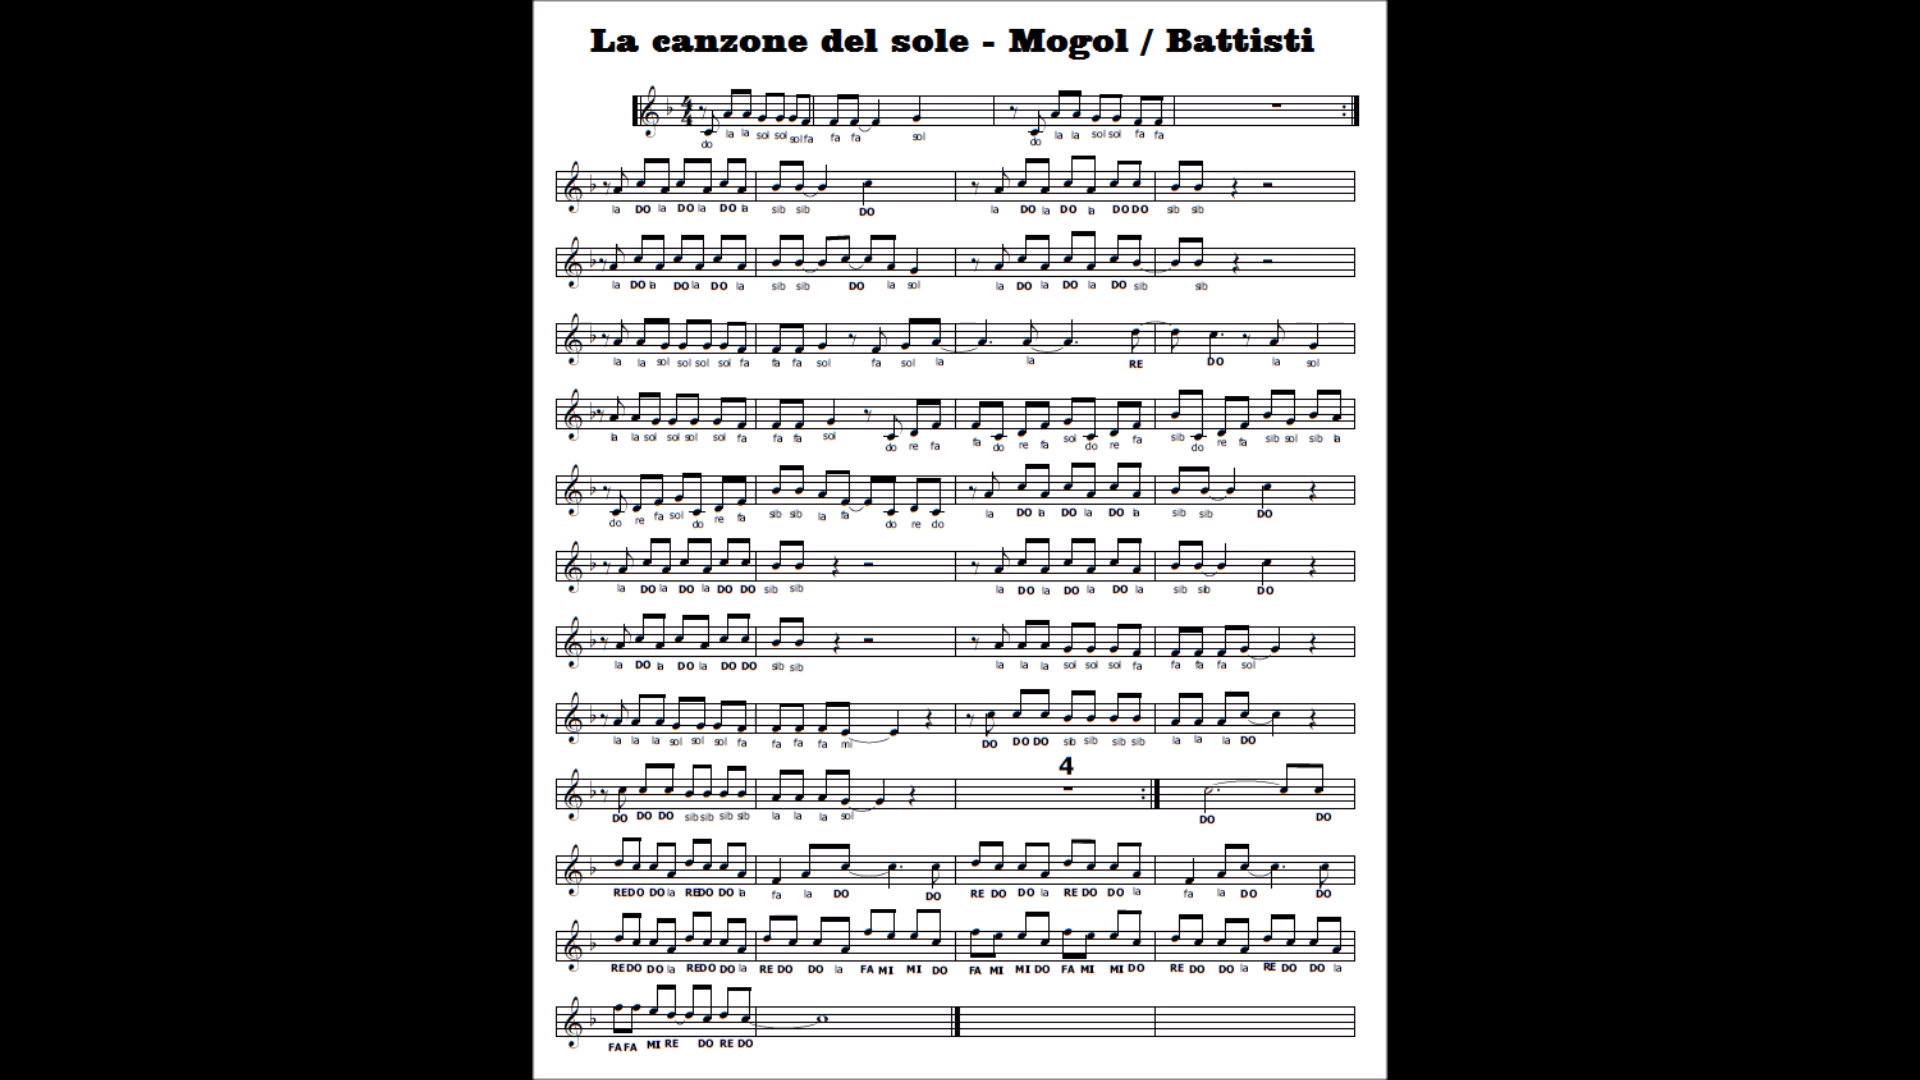 La canzone del sole - Mogol / Battisti
do la la sol sol sol fa fa fa sol do la la sol sol fa fa
la DO la DO la DO la sib sib DO la DO la DO la DO DO sib sib
la DO la DO la DO la sib sib DO la sol la DO la DO la DO sib sib
la la sol sol sol sol fa fa fa sol fa sol la la RE DO la sol
la la sol sol sol sol fa fa fa sol do re fa fa do re fa sol do re fa sib do re fa sib sol sib la
do re fa sol do re fa sib sib la fa do re do la DO la DO la DO la sib sib DO
la DO la DO la DO DO sib sib la DO la DO la DO la sib sib DO
la DO la DO la DO DO sib sib la la la sol sol sol fa fa fa fa sol
la la la sol sol sol fa fa fa fa mi DO DO DO sib sib sib sib la la la DO
4
DO DO DO sib sib sib sib la la la sol DO DO
RE DO DO la RE DO DO la fa la DO DO RE DO DO la RE DO DO la fa la DO DO
RE DO DO la RE DO DO la RE DO DO la FA MI MI DO FA MI MI DO FA MI MI DO RE DO DO la RE DO DO la
FA FA MI RE DO RE DO